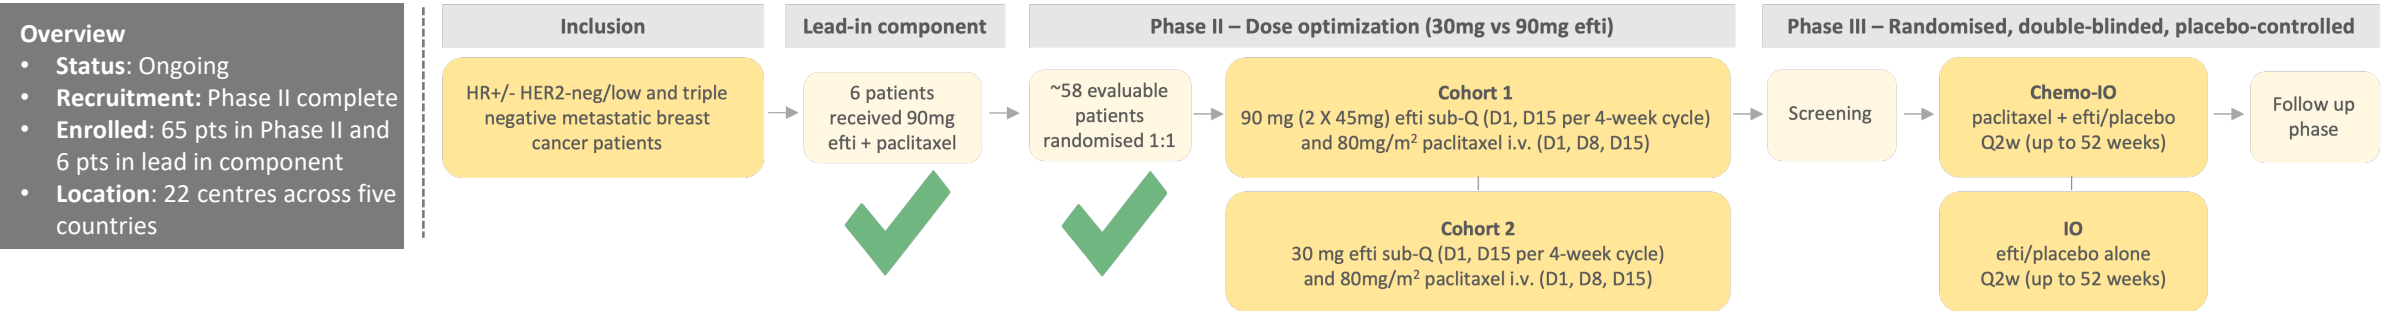 Overview
• Status: Ongoing
• Recruitment: Phase II complete
• Enrolled: 65 pts in Phase II and
6 pts in lead in component
• Location: 22 centres across five
countries
Inclusion
HR+/- HER2-neg/low and triple
negative metastatic breast
cancer patients
Lead-in component
6 patients
received 90mg
efti + paclitaxel
Phase II – Dose optimization (30mg vs 90mg efti)
~58 evaluable
patients
randomised 1:1
Cohort 1
90 mg (2 X 45mg) efti sub-Q (D1, D15 per 4-week cycle)
and 80mg/m² paclitaxel i.v. (D1, D8, D15)
Cohort 2
30 mg efti sub-Q (D1, D15 per 4-week cycle)
and 80mg/m² paclitaxel i.v. (D1, D8, D15)
Phase III – Randomised, double-blinded, placebo-controlled
Screening
Chemo-IO
paclitaxel + efti/placebo
Q2w (up to 52 weeks)
IO
efti/placebo alone
Q2w (up to 52 weeks)
Follow up
phase